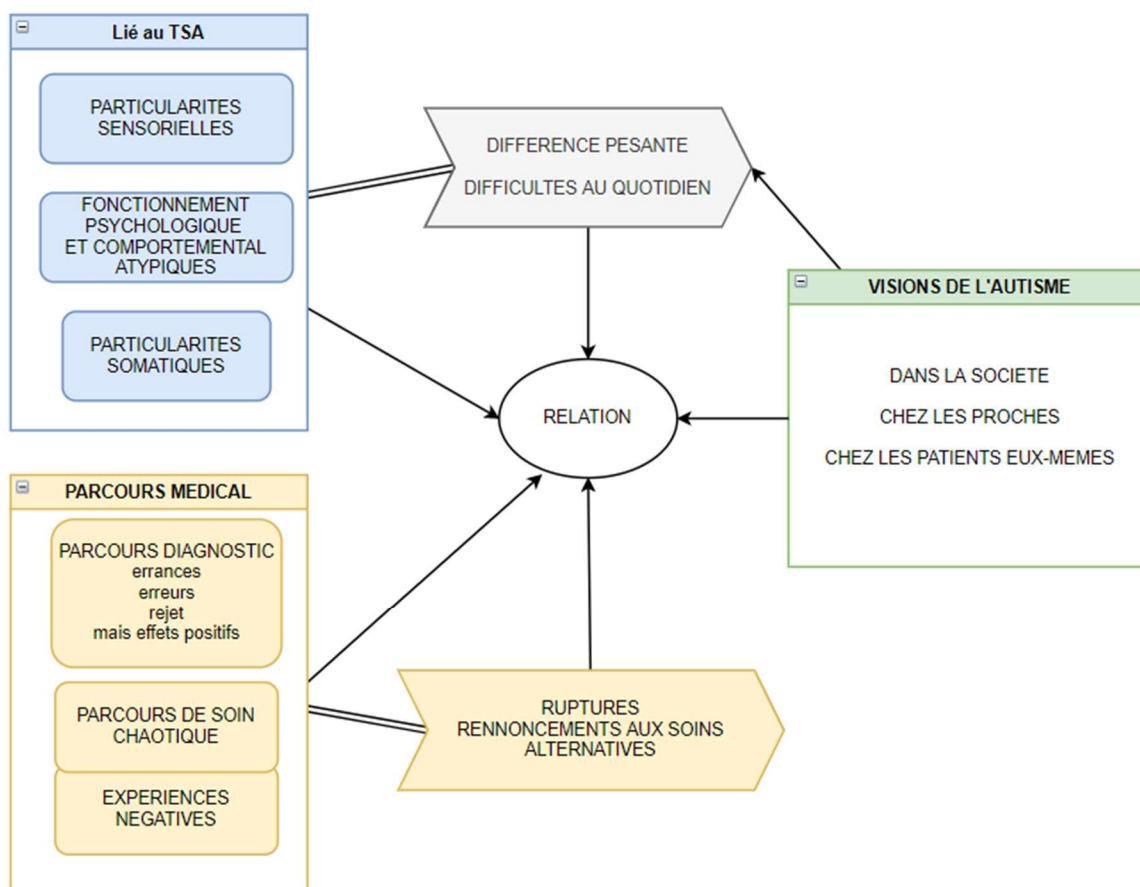 Lié au TSA
PARTICULARITES
SENSORIELLES
FONCTIONNEMENT
PSYCHOLOGIQUE
ET COMPORTEMENTAL
ATYPIQUES
PARTICULARITES
SOMATIQUES
DIFFERENCE PESANTE
DIFFICULTES AU QUOTIDIEN
VISIONS DE L'AUTISME
DANS LA SOCIETE
CHEZ LES PROCHES
CHEZ LES PATIENTS EUX-MEMES
RELATION
PARCOURS MEDICAL
PARCOURS DIAGNOSTIC
errances
erreurs
rejet
mais effets positifs
PARCOURS DE SOIN
CHAOTIQUE
EXPERIENCES
NEGATIVES
RUPTURES
RENNONCEMENTS AUX SOINS
ALTERNATIVES